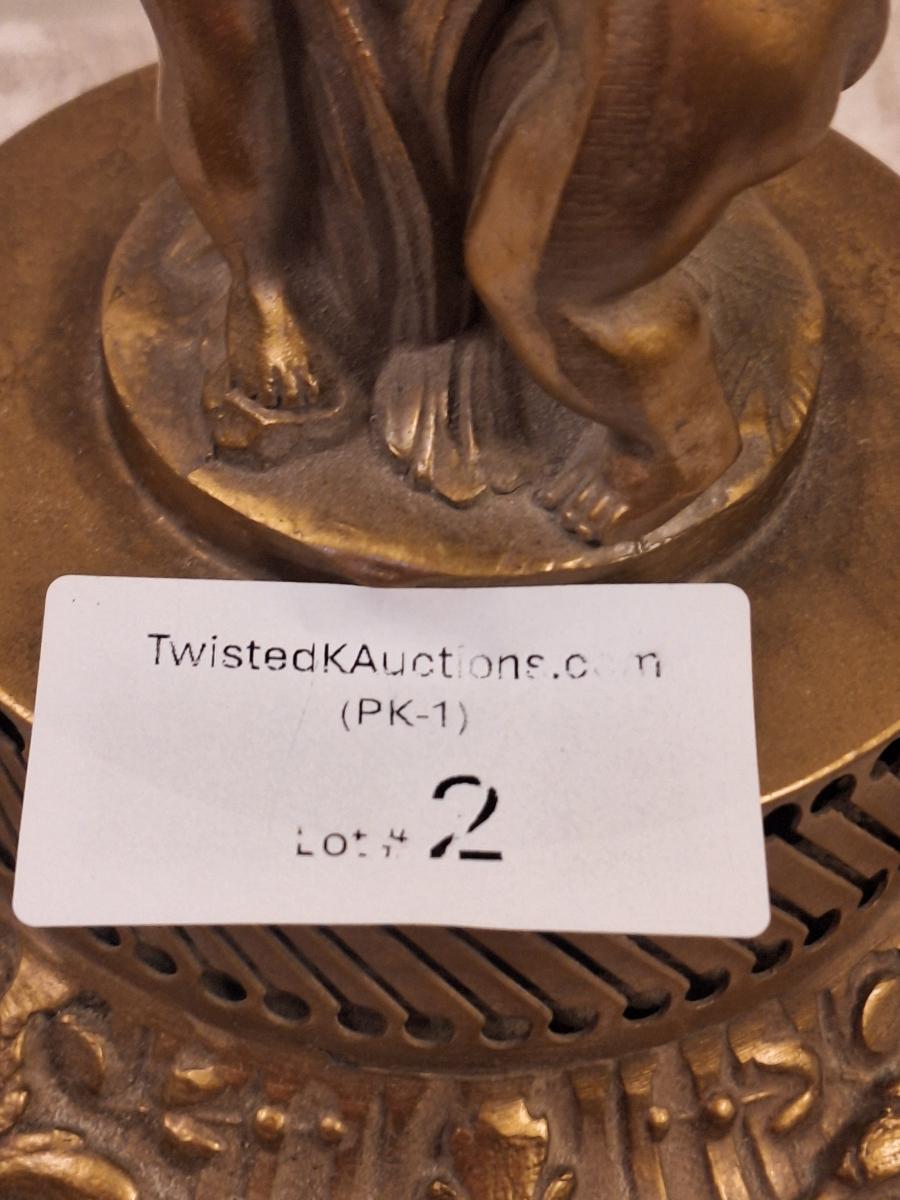 TwistedKAuctions.com
(PK-1)
Lot # 2